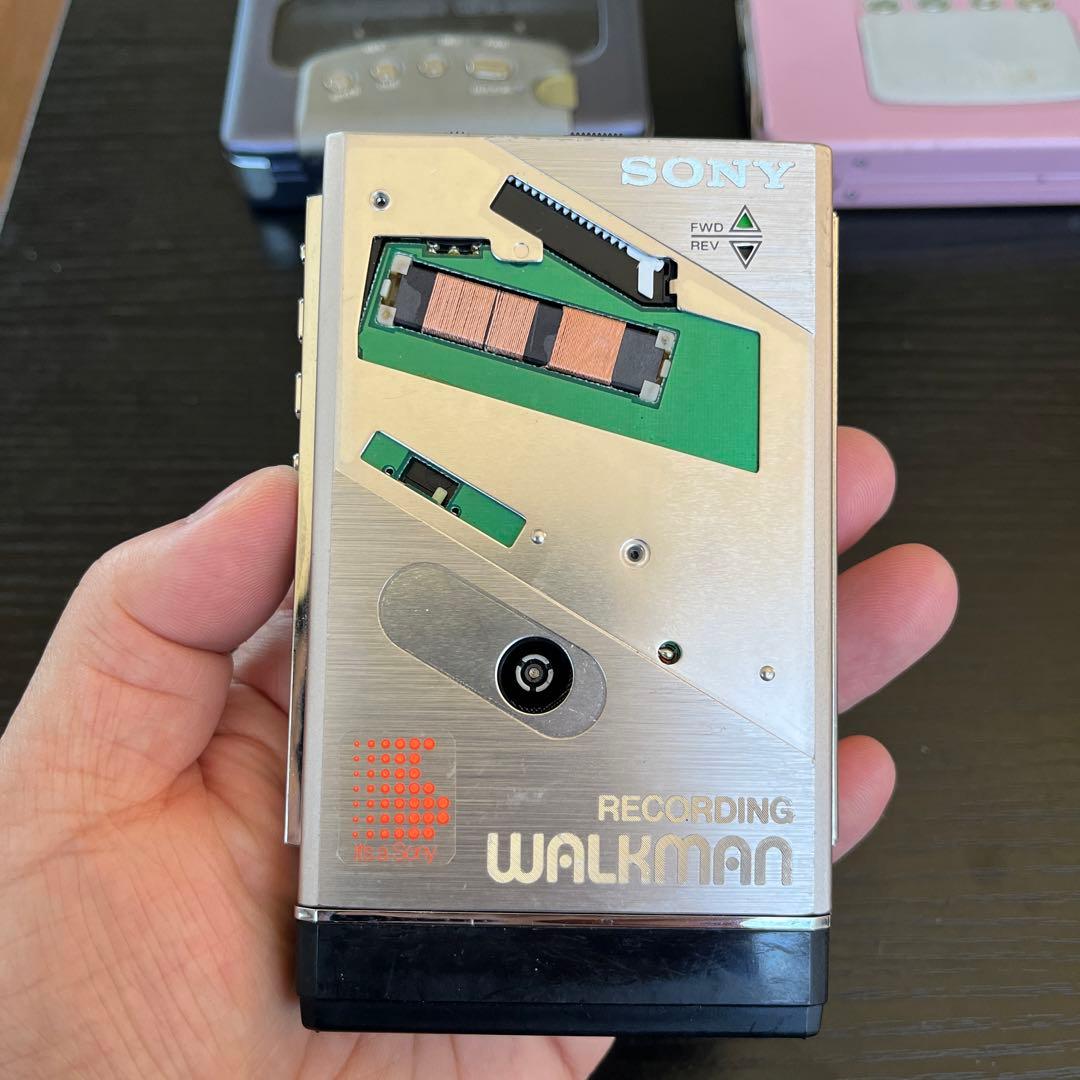 SONY
FWD
REV
It's a Sony
RECORDING
WALKMAN